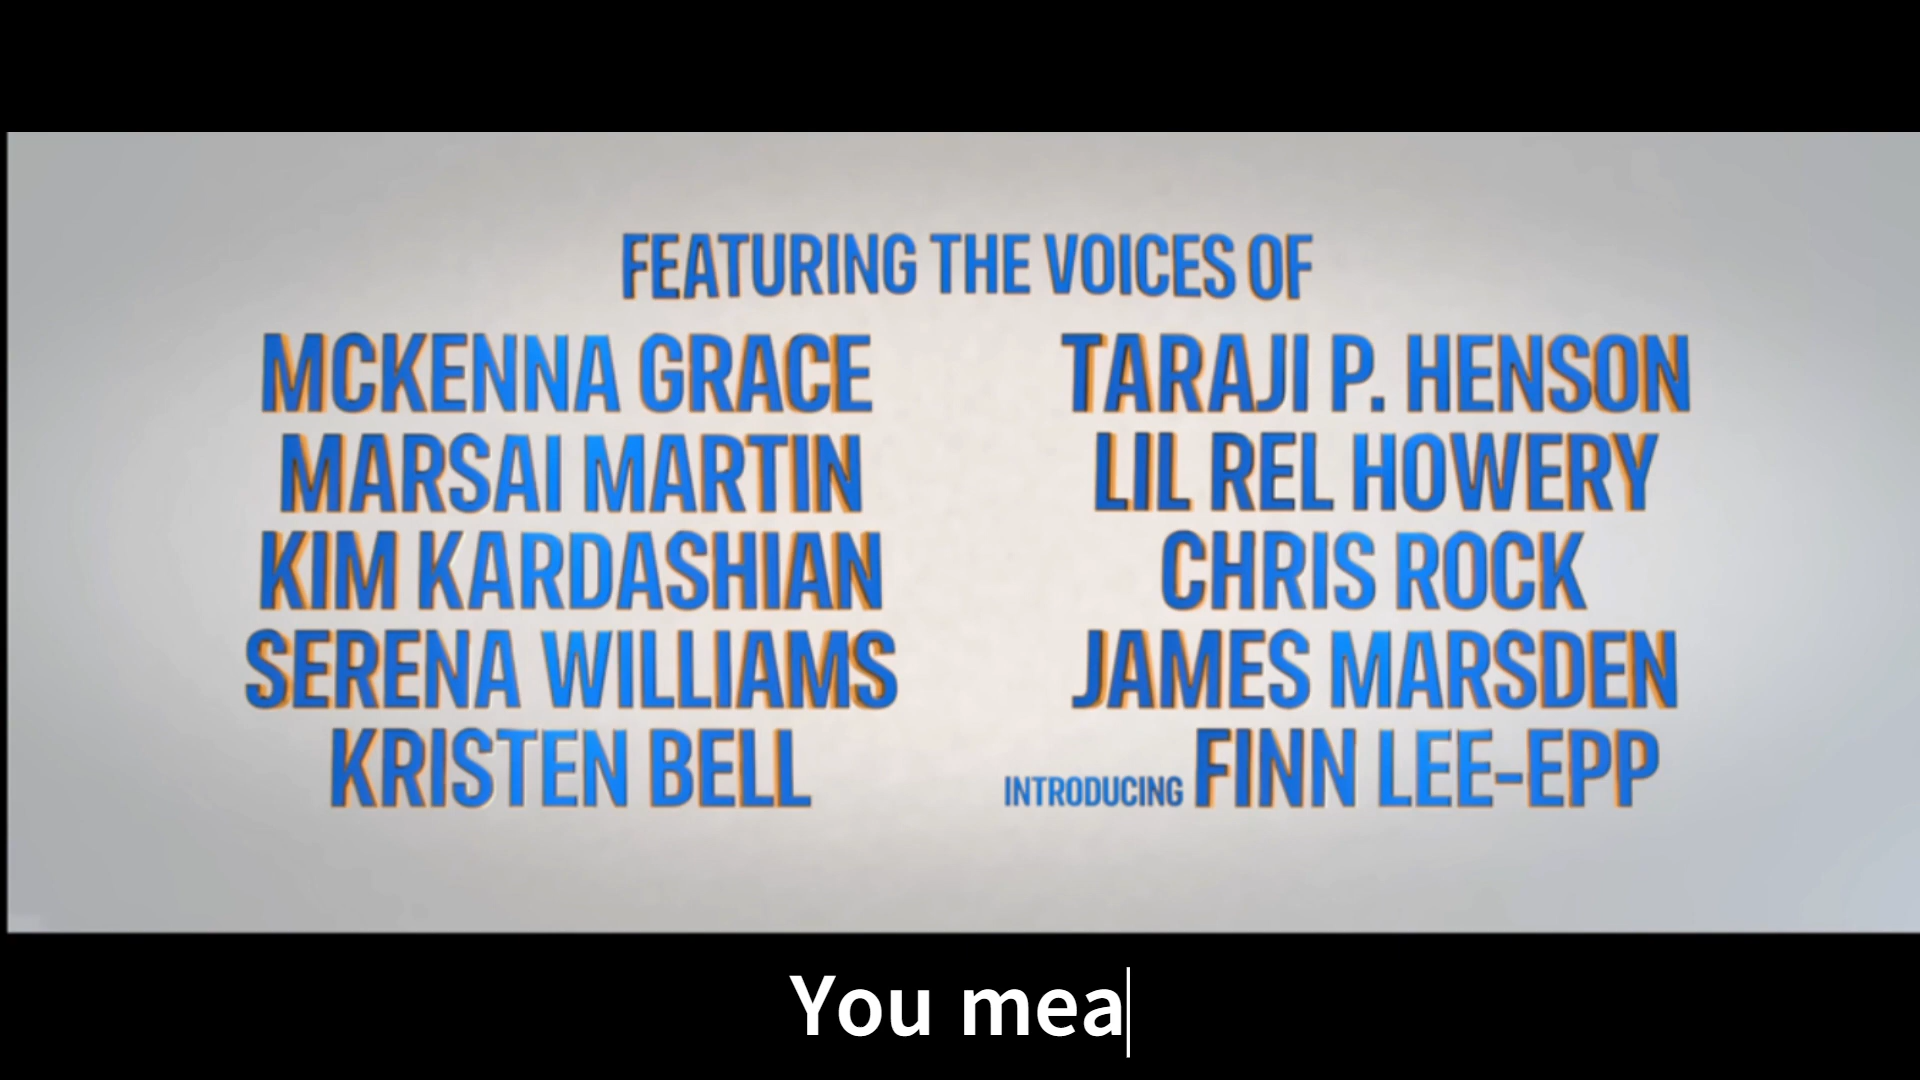 FEATURING THE VOICES OF
MCKENNA GRACE
MARSAI MARTIN
KIM KARDASHIAN
SERENA WILLIAMS
KRISTEN BELL
TARAJI P. HENSON
LIL REL HOWERY
CHRIS ROCK
JAMES MARSDEN
INTRODUCING FINN LEE-EPP
You mea